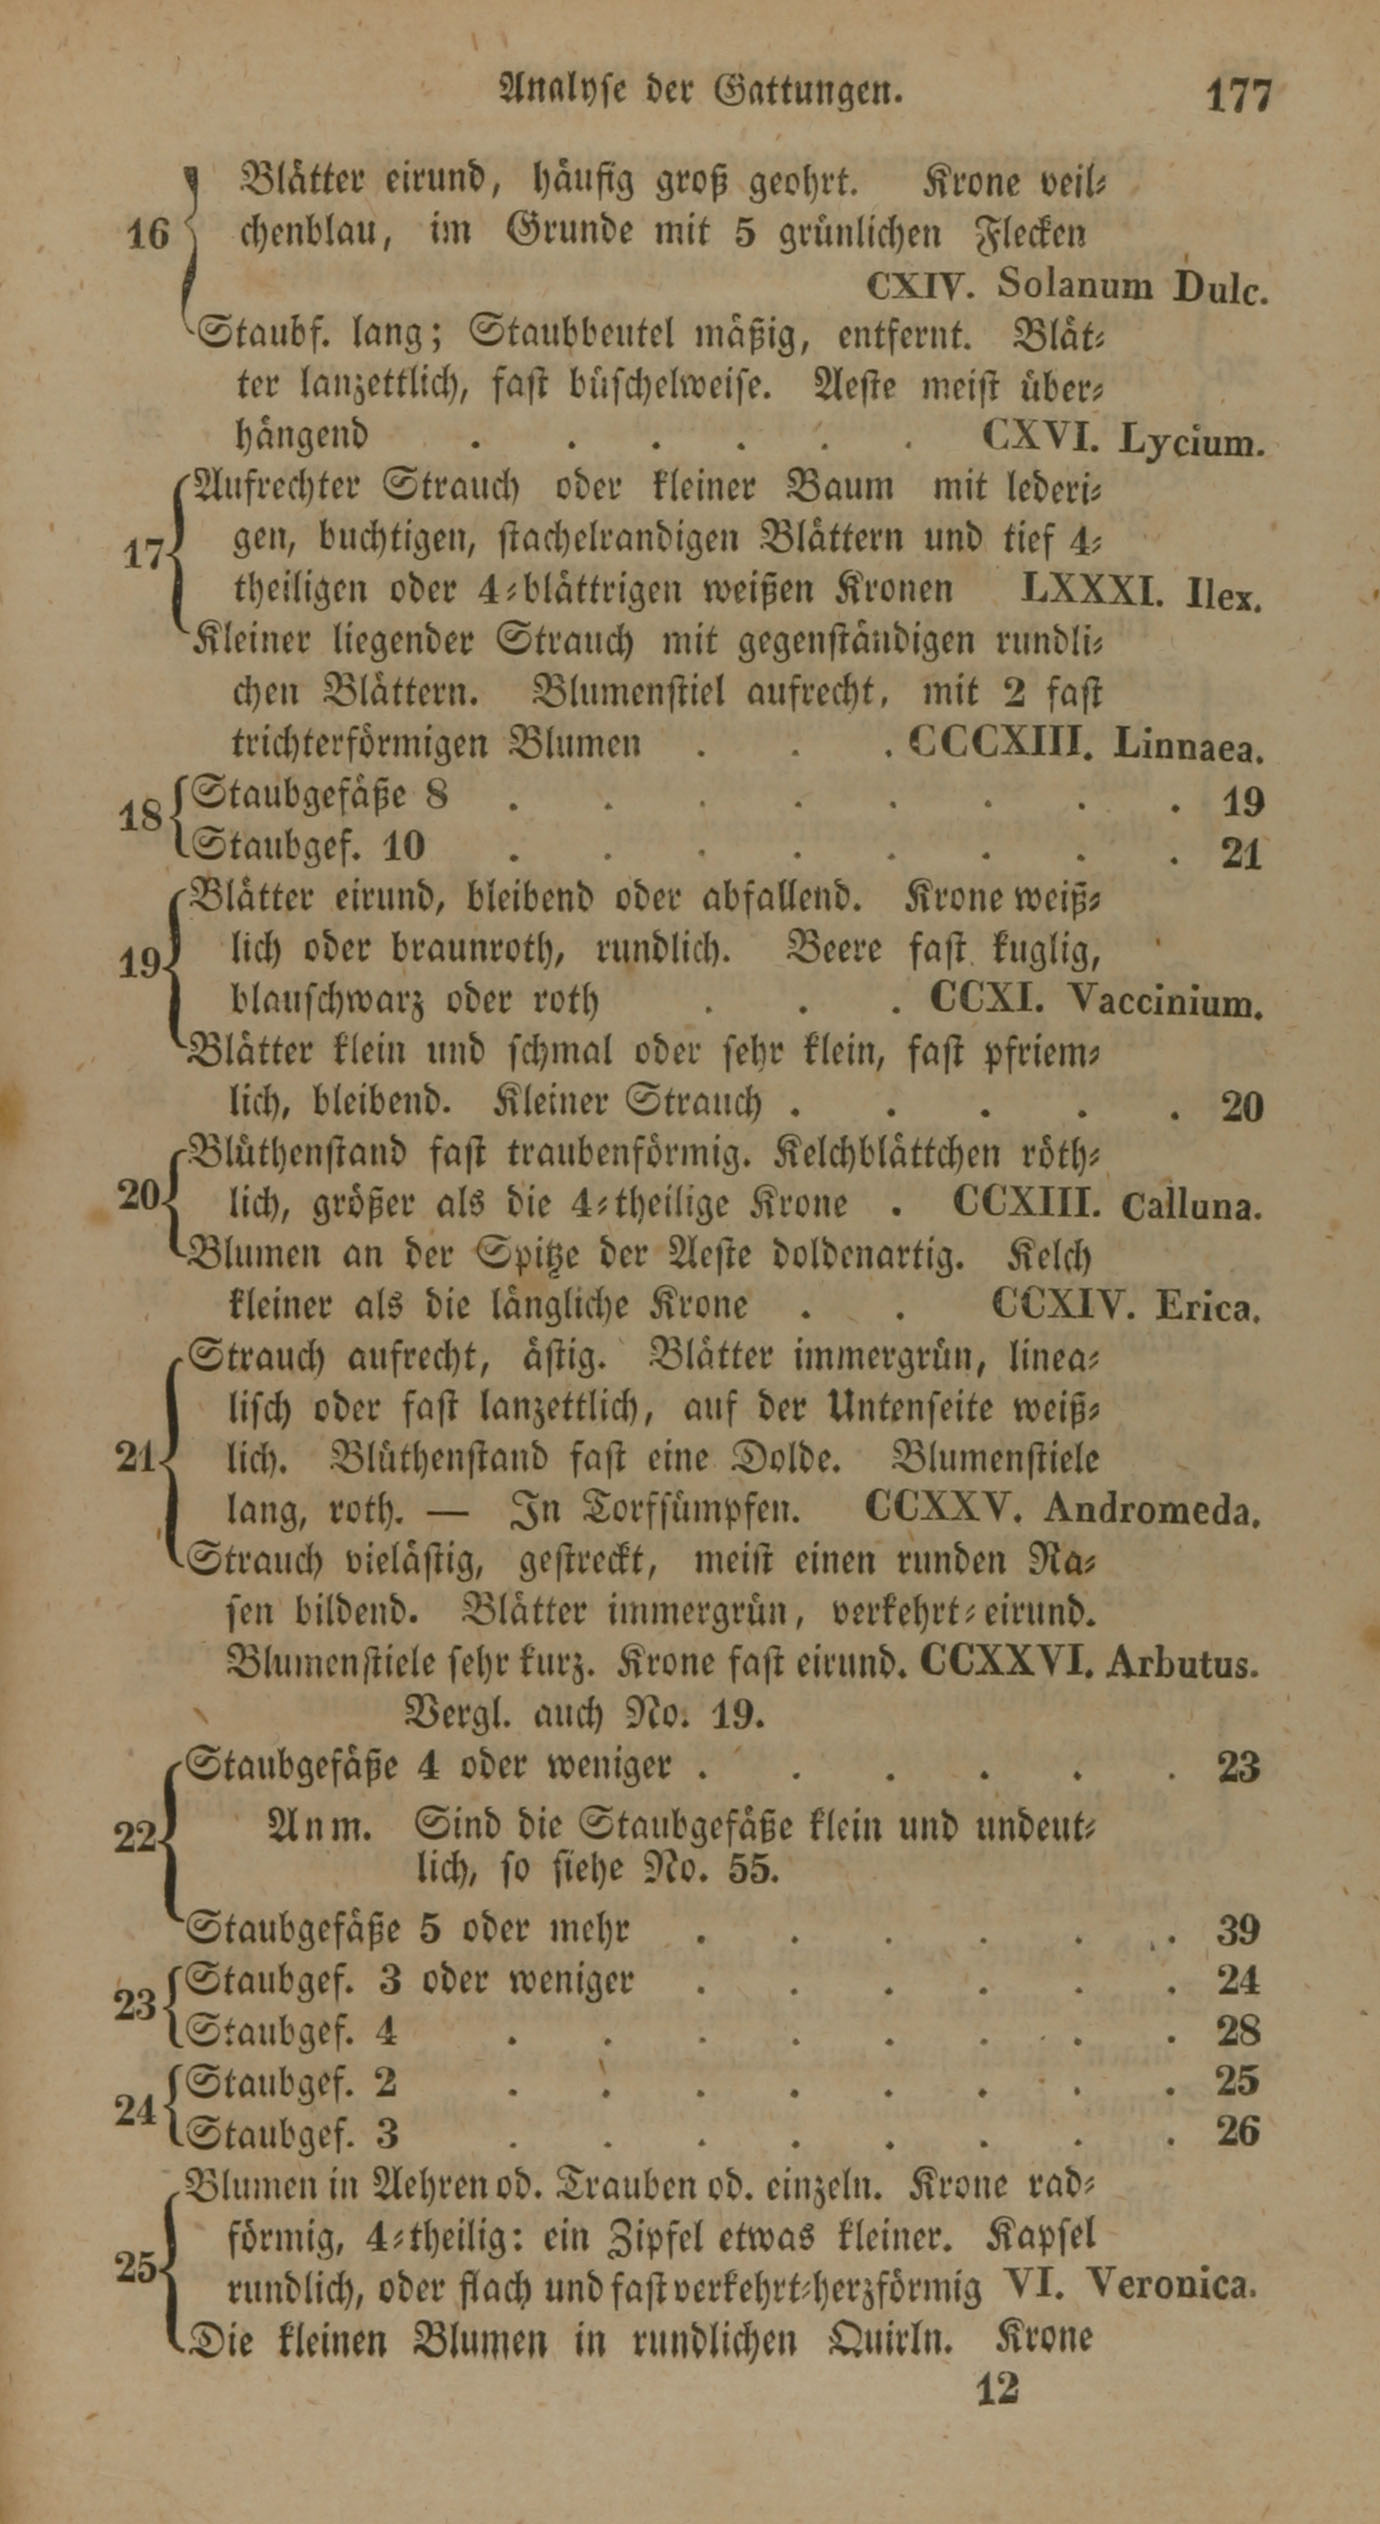 Analyse der Gattungen. 177
Blätter eirund, häufig groß geohrt. Krone veil-
16 chenblau, im Grunde mit 5 grünlichen Flecken
CXIV. Solanum Dulc.
Staubf. lang; Staubbeutel mäßig, entfernt. Blät-
ter lanzettlich, fast büschelweise. Aeste meist über-
hängend . . . . . . CXVI. Lycium.
Aufrechter Strauch oder kleiner Baum mit lederi-
17 gen, buchtigen, stachelrandigen Blättern und tief 4-
theiligen oder 4-blättrigen weißen Kronen LXXXI. Ilex.
Kleiner liegender Strauch mit gegenständigen rundli-
chen Blättern. Blumenstiel aufrecht, mit 2 fast
trichterförmigen Blumen . . . CCCXIII. Linnaea.
18 Staubgefäße 8 . . . . . . . . 19
Staubgef. 10 . . . . . . . . 21
Blätter eirund, bleibend oder abfallend. Krone weiß-
19 lich oder braunroth, rundlich. Beere fast kuglig,
blauschwarz oder roth . . . CCXI. Vaccinium.
Blätter klein und schmal oder sehr klein, fast pfriem-
lich, bleibend. Kleiner Strauch . . . . . 20
Blüthenstand fast traubenförmig. Kelchblättchen röth-
20 lich, größer als die 4-theilige Krone . CCXIII. Calluna.
Blumen an der Spitze der Aeste doldenartig. Kelch
kleiner als die längliche Krone . . CCXIV. Erica.
Strauch aufrecht, ästig. Blätter immergrün, linea-
lisch oder fast lanzettlich, auf der Untenseite weiß-
21 lich. Blüthenstand fast eine Dolde. Blumenstiele
lang, roth. — In Torfsümpfen. CCXXV. Andromeda.
Strauch vielästig, gestreckt, meist einen runden Ra-
sen bildend. Blätter immergrün, verkehrt-eirund.
Blumenstiele sehr kurz. Krone fast eirund. CCXXVI. Arbutus.
Vergl. auch No. 19.
Staubgefäße 4 oder weniger . . . . . . 23
22 Anm. Sind die Staubgefäße klein und undeut-
lich, so siehe No. 55.
Staubgefäße 5 oder mehr . . . . . . 39
23 Staubgef. 3 oder weniger . . . . . . 24
Staubgef. 4 . . . . . . . . 28
24 Staubgef. 2 . . . . . . . . 25
Staubgef. 3 . . . . . . . . 26
Blumen in Aehren od. Trauben od. einzeln. Krone rad-
förmig, 4-theilig: ein Zipfel etwas kleiner. Kapsel
25 rundlich, oder flach und fast verkehrt-herzförmig VI. Veronica.
Die kleinen Blumen in rundlichen Quirln. Krone
12